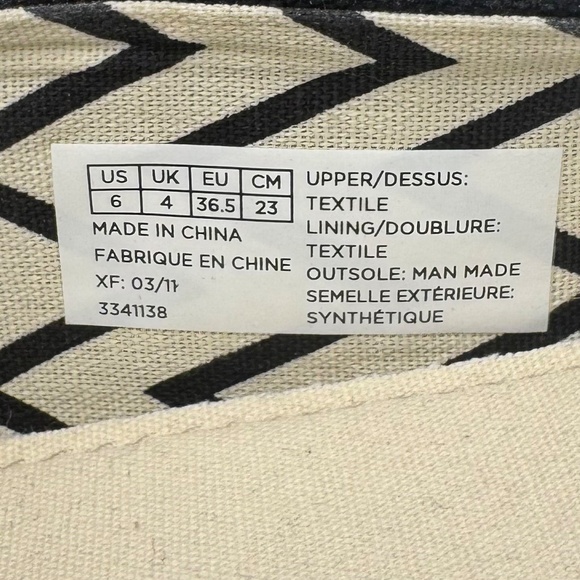 US UK EU CM
6 4 36.5 23
MADE IN CHINA
FABRIQUE EN CHINE
XF: 03/11
3341138
UPPER/DESSUS:
TEXTILE
LINING/DOUBLURE:
TEXTILE
OUTSOLE: MAN MADE
SEMELLE EXTÉRIEURE:
SYNTHÉTIQUE